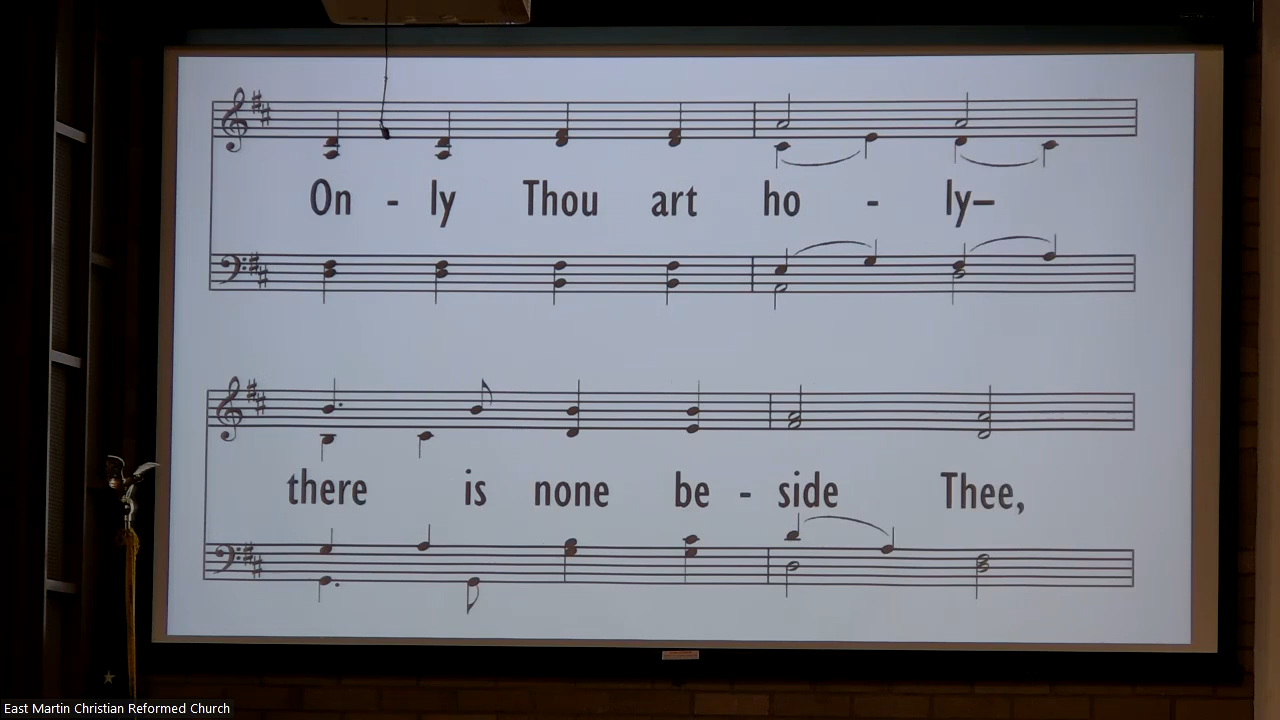 On - ly Thou art ho - ly–
there is none be - side Thee,
East Martin Christian Reformed Church